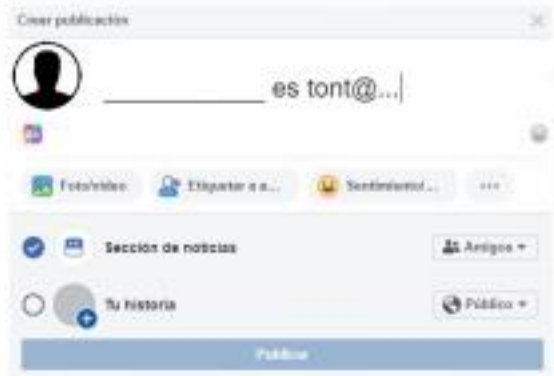 Crear publicación
__________ es tont@...|
Foto/video Etiquetar a a... Sentimiento/... ...
Sección de noticias Amigos
Tu historia Público
Publicar